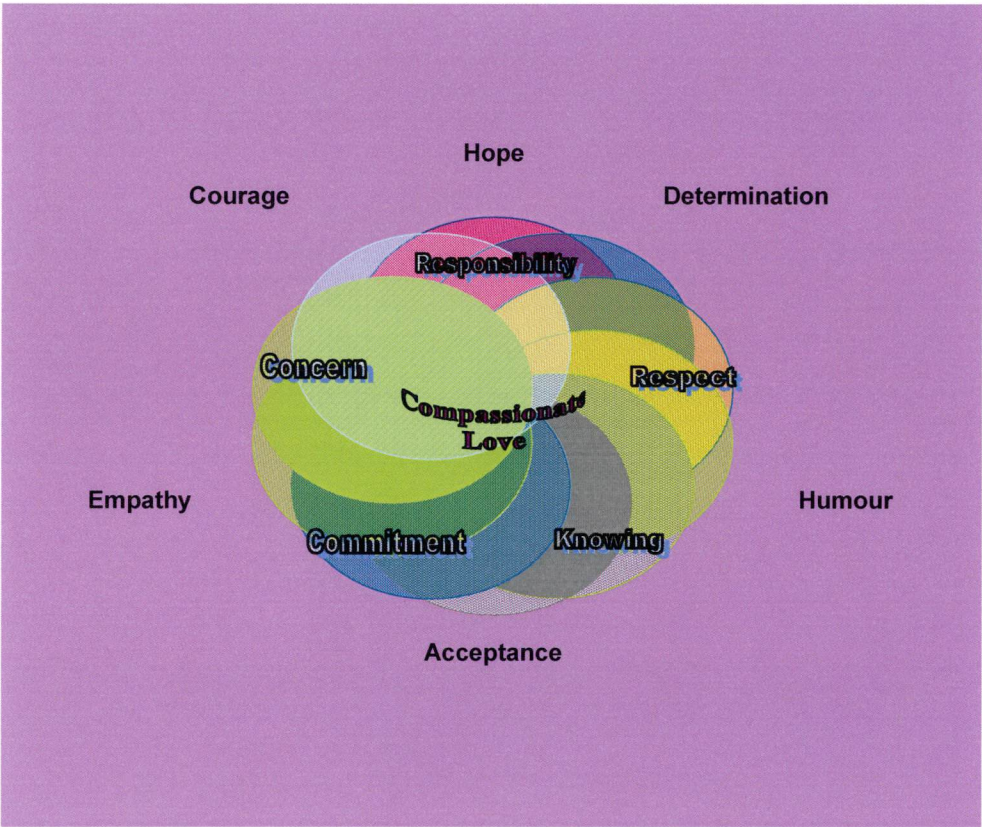 Hope
Courage
Determination
Responsibility
Concern
Respect
Compassionate
Love
Empathy
Humour
Commitment
Knowing
Acceptance